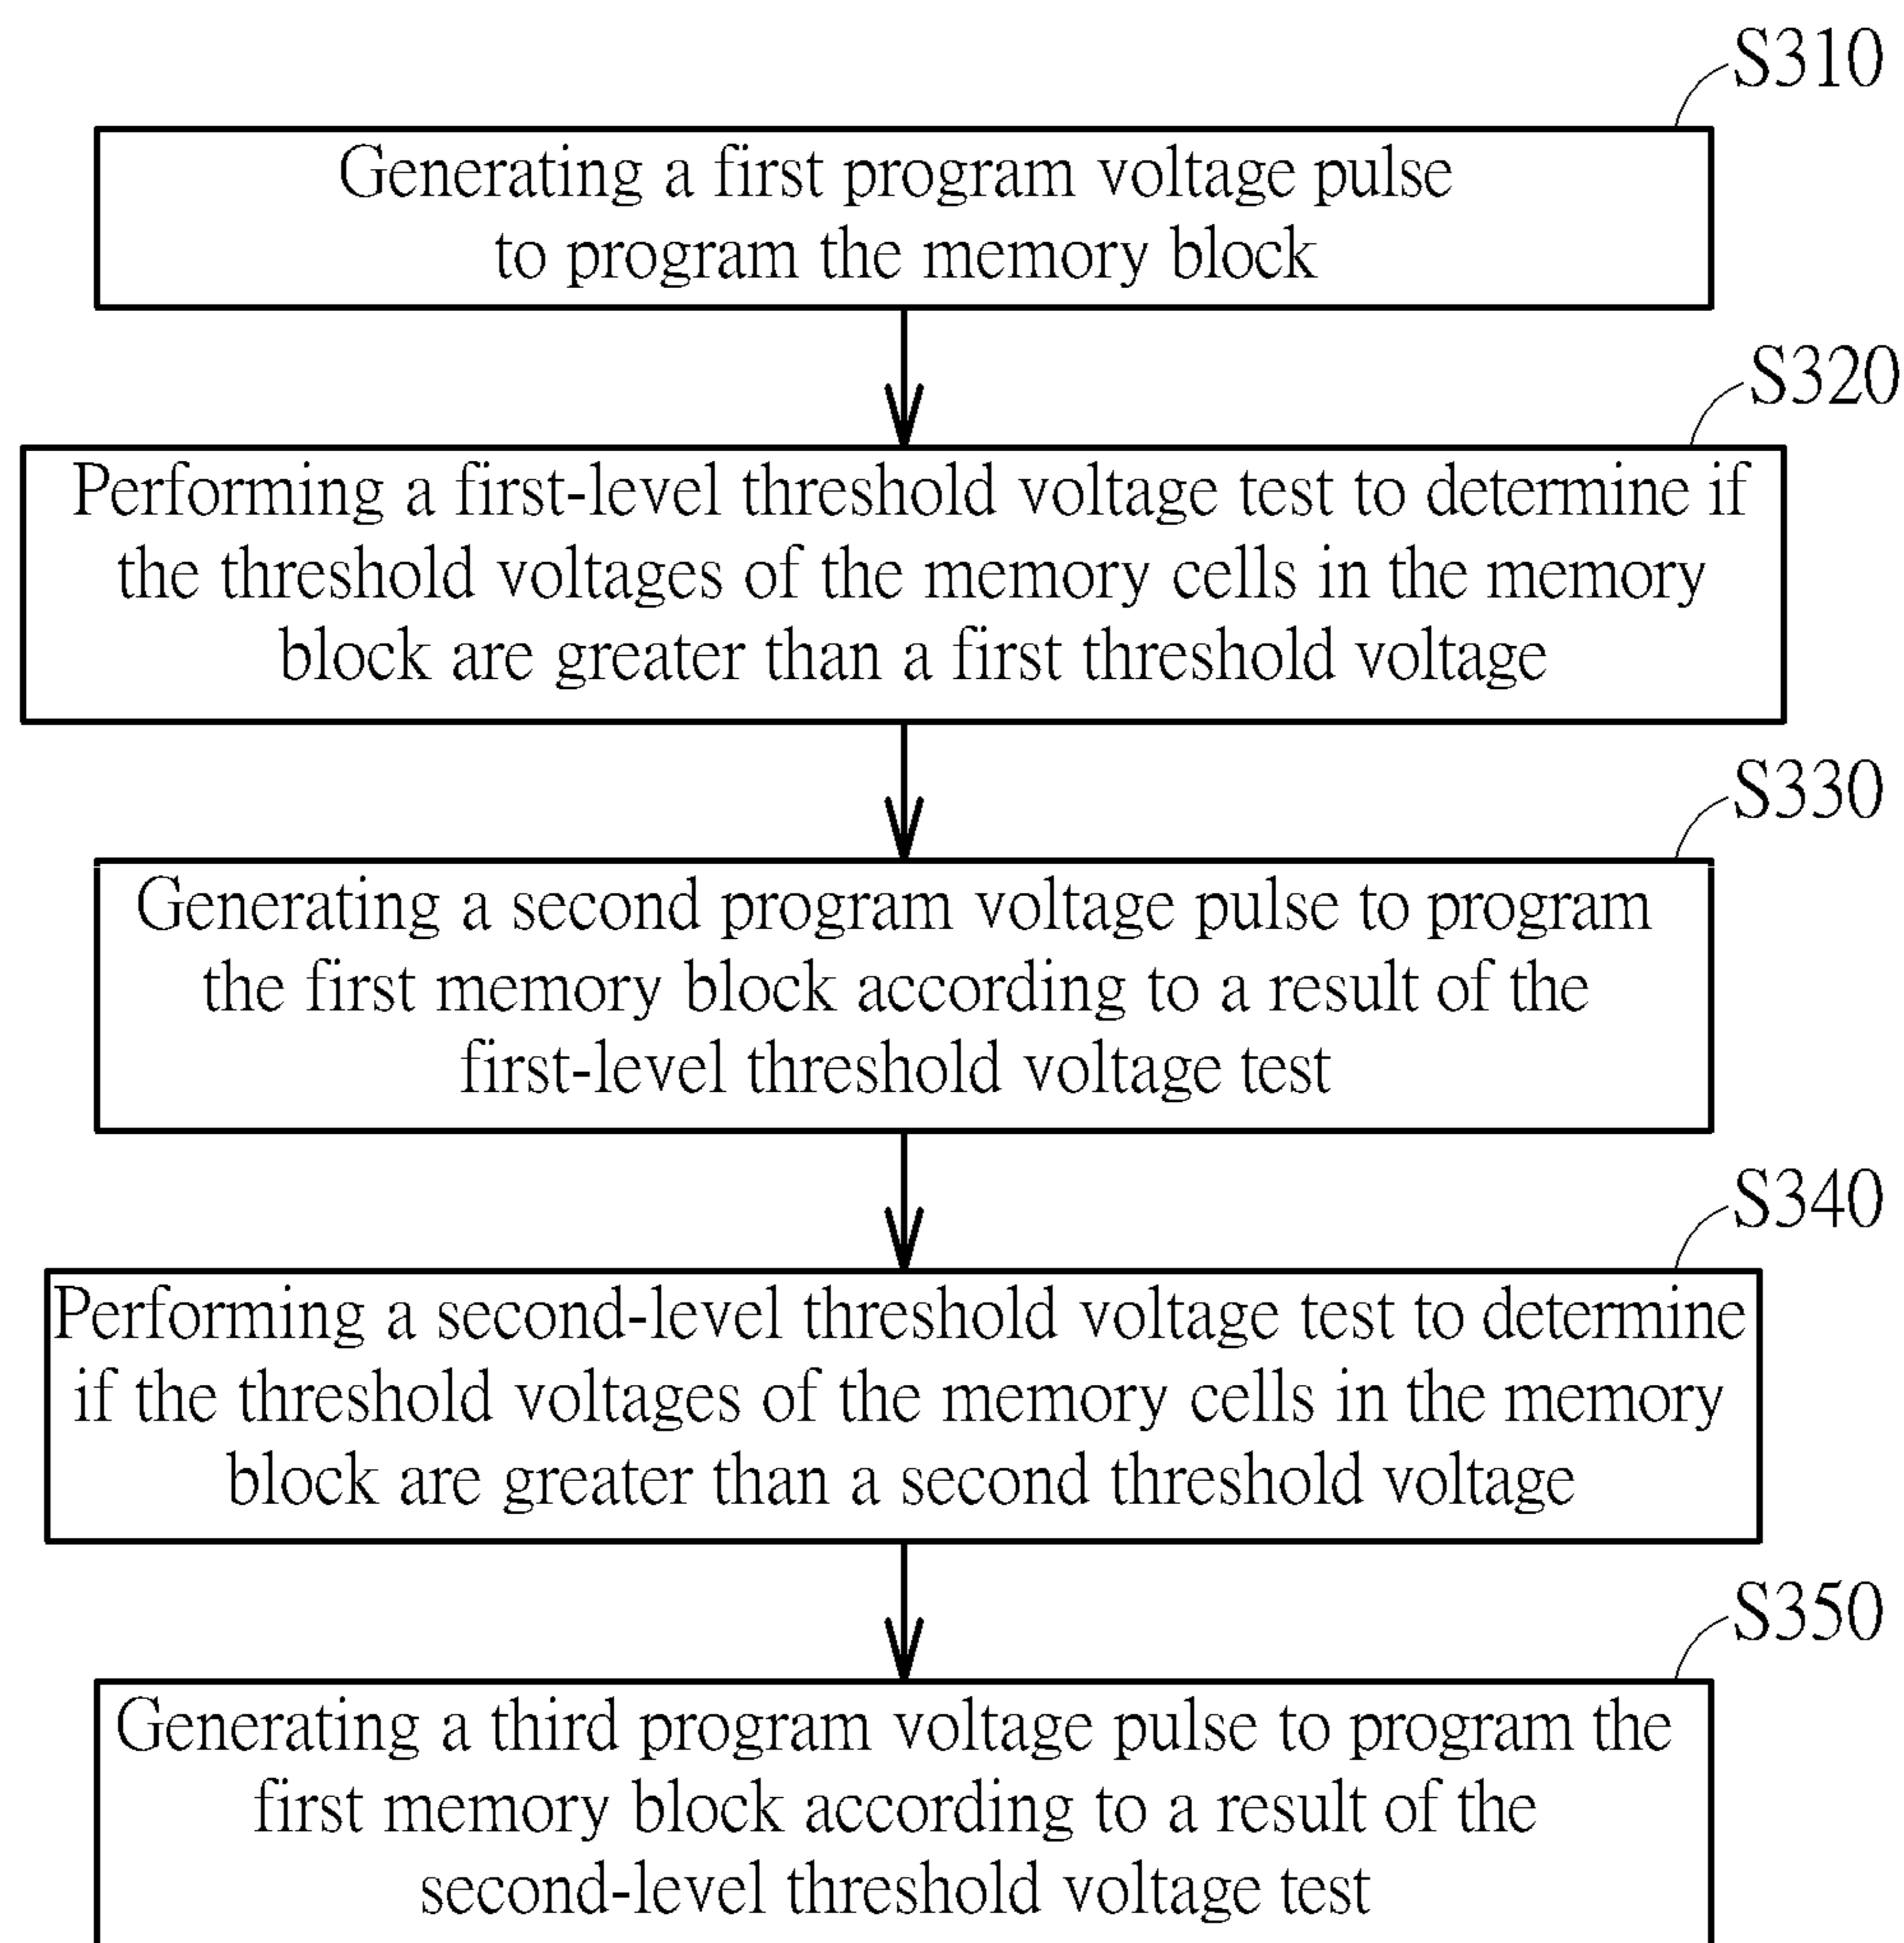 S310
Generating a first program voltage pulse
to program the memory block
S320
Performing a first-level threshold voltage test to determine if
the threshold voltages of the memory cells in the memory
block are greater than a first threshold voltage
S330
Generating a second program voltage pulse to program
the first memory block according to a result of the
first-level threshold voltage test
S340
Performing a second-level threshold voltage test to determine
if the threshold voltages of the memory cells in the memory
block are greater than a second threshold voltage
S350
Generating a third program voltage pulse to program the
first memory block according to a result of the
second-level threshold voltage test